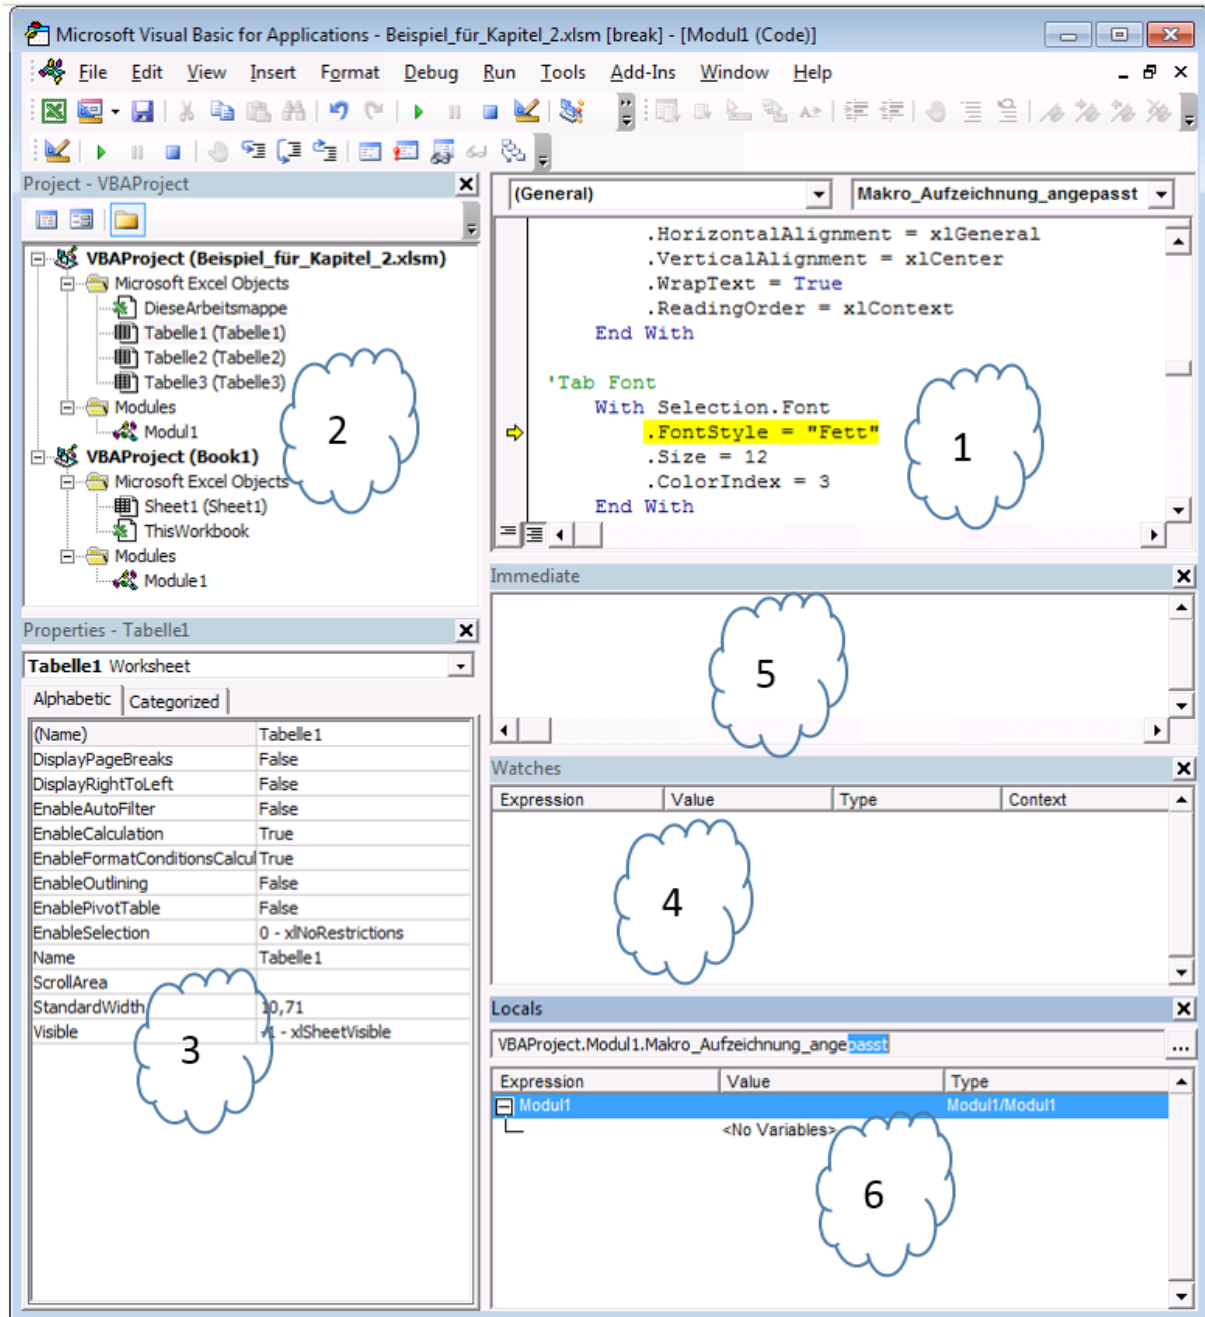 Microsoft Visual Basic for Applications - Beispiel_für_Kapitel_2.xlsm [break] - [Modul1 (Code)]
File Edit View Insert Format Debug Run Tools Add-Ins Window Help
Project - VBAProject
VBAProject (Beispiel_für_Kapitel_2.xlsm)
Microsoft Excel Objects
DieseArbeitsmappe
Tabelle1 (Tabelle1)
Tabelle2 (Tabelle2)
Tabelle3 (Tabelle3)
Modules
Modul1
VBAProject (Book1)
Microsoft Excel Objects
Sheet1 (Sheet1)
ThisWorkbook
Modules
Module1
2
Properties - Tabelle1
Tabelle1 Worksheet
Alphabetic Categorized
(Name) Tabelle1
DisplayPageBreaks False
DisplayRightToLeft False
EnableAutoFilter False
EnableCalculation True
EnableFormatConditionsCalcul True
EnableOutlining False
EnablePivotTable False
EnableSelection 0 - xlNoRestrictions
Name Tabelle1
ScrollArea
StandardWidth 10,71
Visible -1 - xlSheetVisible
3
(General) Makro_Aufzeichnung_angepasst
.HorizontalAlignment = xlGeneral
.VerticalAlignment = xlCenter
.WrapText = True
.ReadingOrder = xlContext
End With
'Tab Font
With Selection.Font
.FontStyle = "Fett"
.Size = 12
.ColorIndex = 3
End With
1
Immediate
5
Watches
Expression Value Type Context
4
Locals
VBAProject.Modul1.Makro_Aufzeichnung_angepasst ...
Expression Value Type
Modul1 Modul1/Modul1
<No Variables>
6